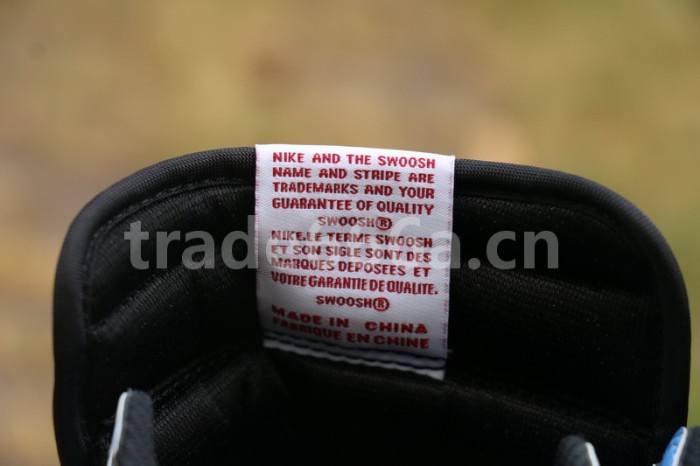 NIKE AND THE SWOOSH
NAME AND STRIPE ARE
TRADEMARKS AND YOUR
GUARANTEE OF QUALITY
SWOOSH®
NIKE.LE TERME SWOOSH
ET SON SIGLE SONT DES
MARQUES DEPOSEES ET
VOTRE GARANTIE DE QUALITE.
SWOOSH®
MADE IN CHINA
FABRIQUE EN CHINE